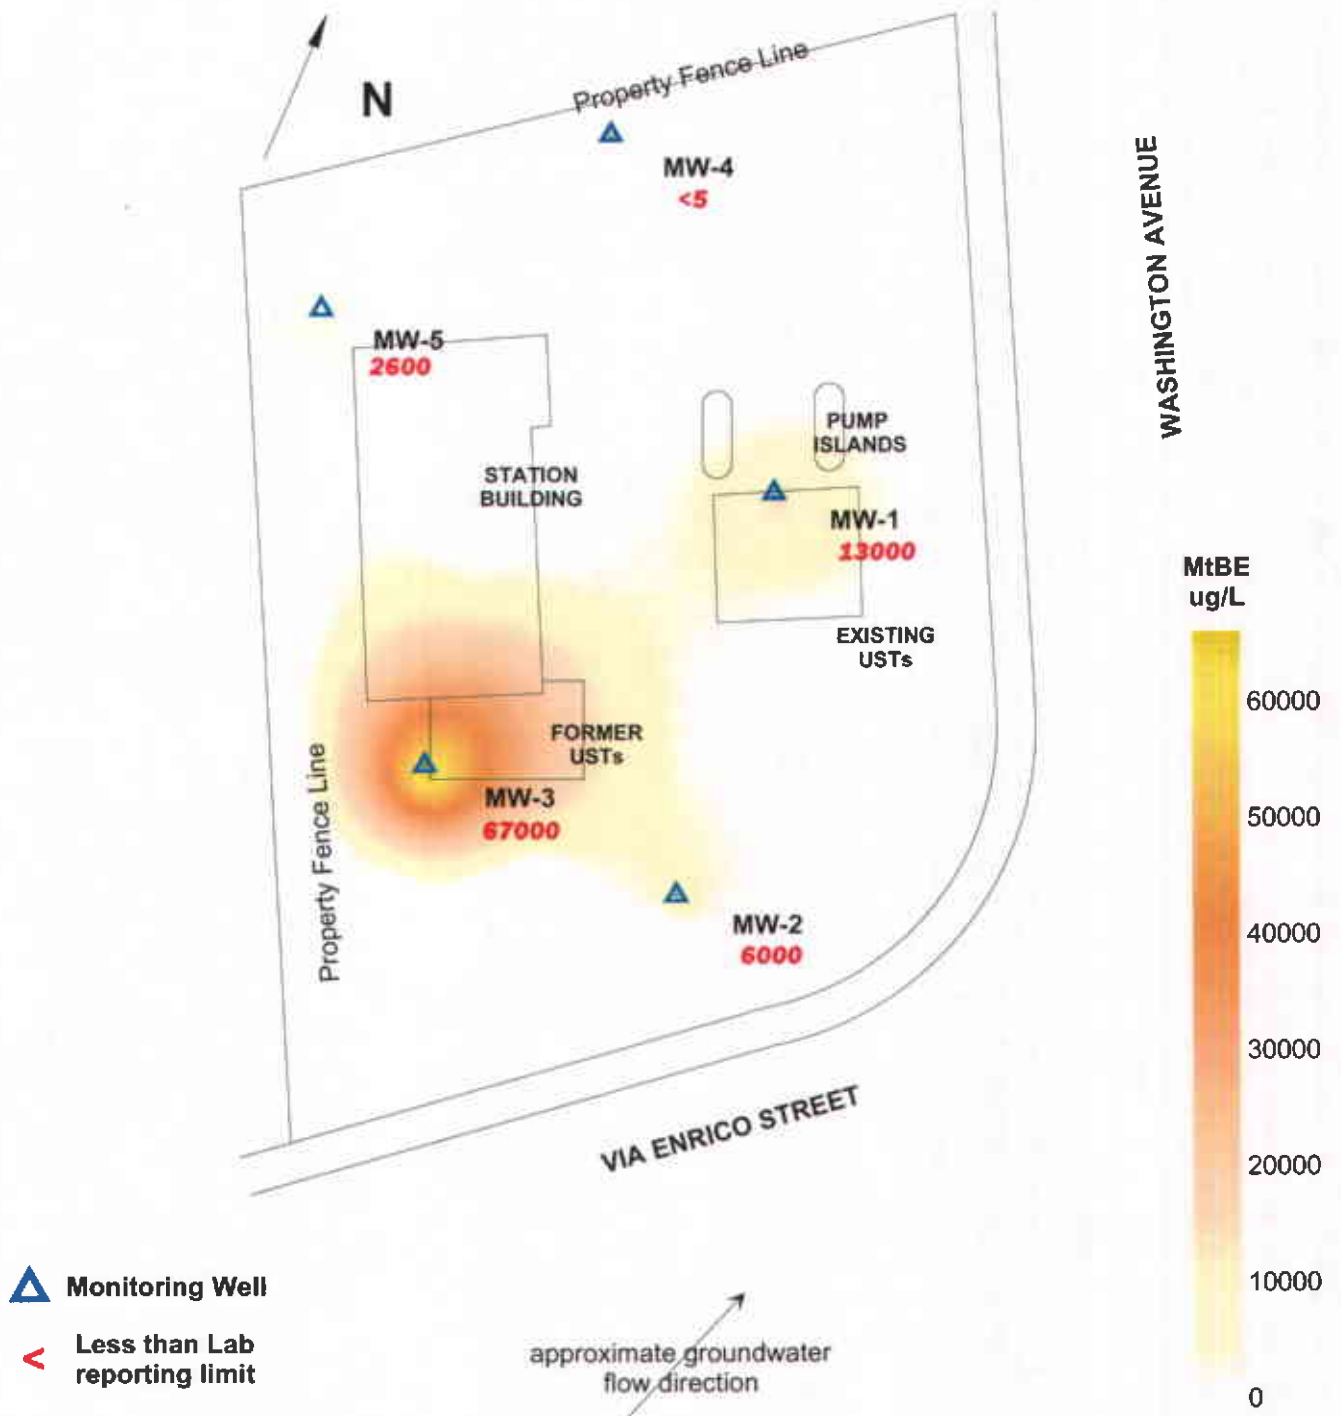 N
Property Fence Line
MW-4
<5
WASHINGTON AVENUE
MW-5
2600
PUMP
ISLANDS
STATION
BUILDING
MW-1
13000
MtBE
ug/L
EXISTING
USTs
60000
FORMER
USTs
Property Fence Line
MW-3
67000
50000
MW-2
6000
40000
30000
VIA ENRICO STREET
20000
10000
0
Monitoring Well
< Less than Lab
reporting limit
approximate groundwater
flow direction